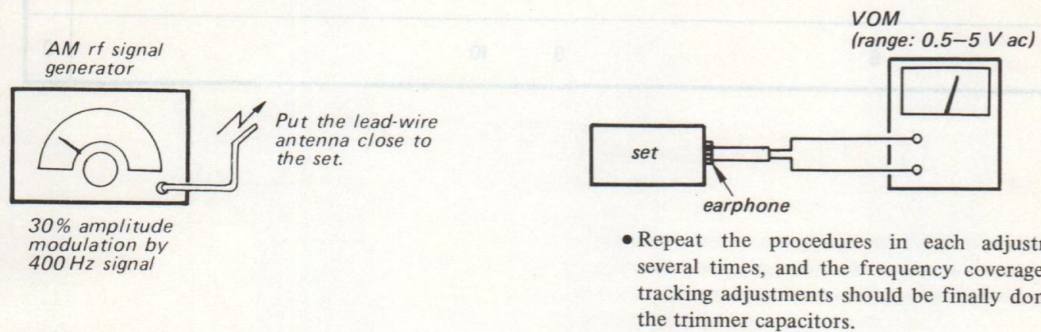 AM rf signal
generator
Put the lead-wire
antenna close to
the set.
30% amplitude
modulation by
400 Hz signal
VOM
(range: 0.5–5 V ac)
set
earphone
• Repeat the procedures in each
several times, and the frequency coverage
tracking adjustments should be finally
the trimmer capacitors.